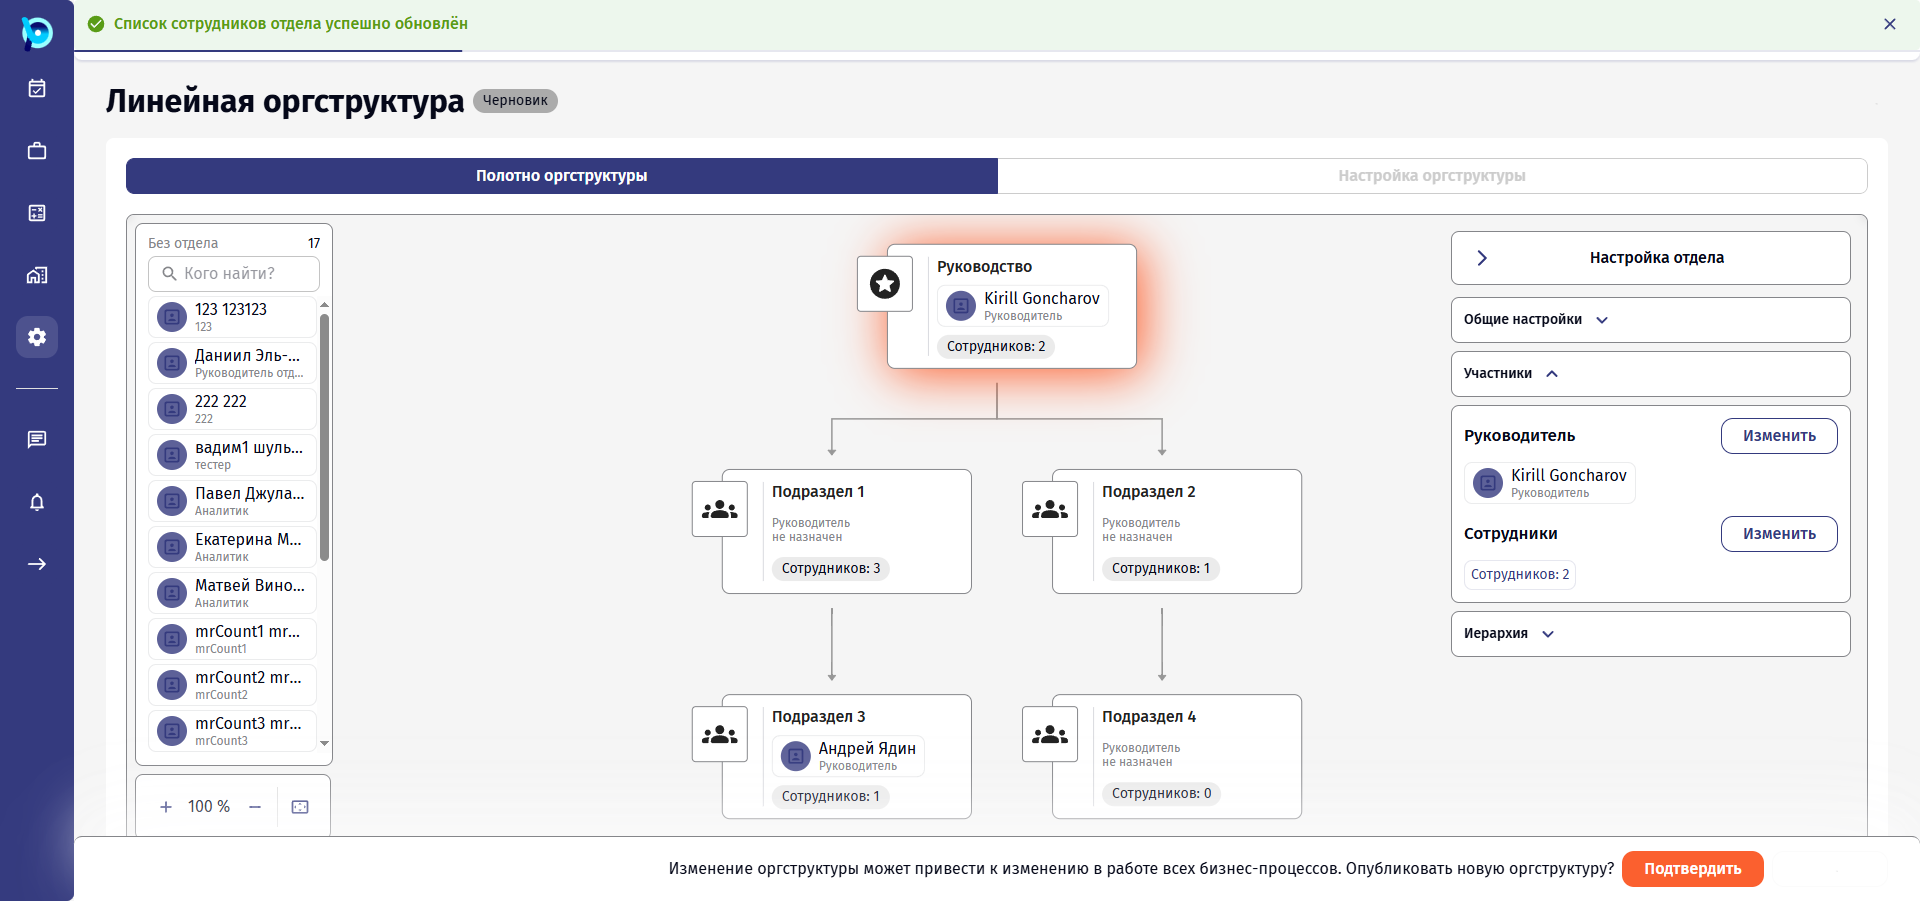 Список сотрудников отдела успешно обновлён
Линейная оргструктура
Черновик
Полотно оргструктуры
Настройка оргструктуры
Без отдела
17
Кого найти?
123 123123
123
Даниил Эль-...
Руководитель отд...
222 222
222
вадим1 шуль...
тестер
Павел Джула...
Аналитик
Екатерина М...
Аналитик
Матвей Вино...
Аналитик
mrCount1 mr...
mrCount1
mrCount2 mr...
mrCount2
mrCount3 mr...
mrCount3
100 %
Руководство
Kirill Goncharov
Руководитель
Сотрудников: 2
Подраздел 1
Руководитель
не назначен
Сотрудников: 3
Подраздел 2
Руководитель
не назначен
Сотрудников: 1
Подраздел 3
Андрей Ядин
Руководитель
Сотрудников: 1
Подраздел 4
Руководитель
не назначен
Сотрудников: 0
Настройка отдела
Общие настройки
Участники
Руководитель
Изменить
Kirill Goncharov
Руководитель
Сотрудники
Изменить
Сотрудников: 2
Иерархия
Изменение оргструктуры может привести к изменению в работе всех бизнес-процессов. Опубликовать новую оргструктуру?
Подтвердить